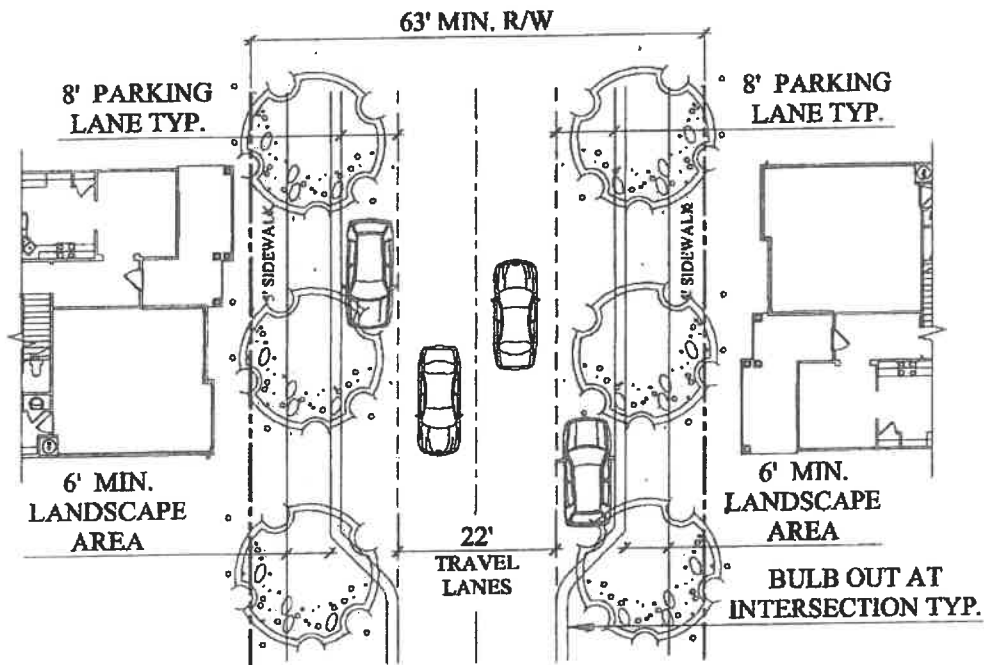 63' MIN. R/W
8' PARKING
LANE TYP.
8' PARKING
LANE TYP.
' SIDEWALK
' SIDEWALK
6' MIN.
LANDSCAPE
AREA
6' MIN.
LANDSCAPE
AREA
22'
TRAVEL
LANES
BULB OUT AT
INTERSECTION TYP.